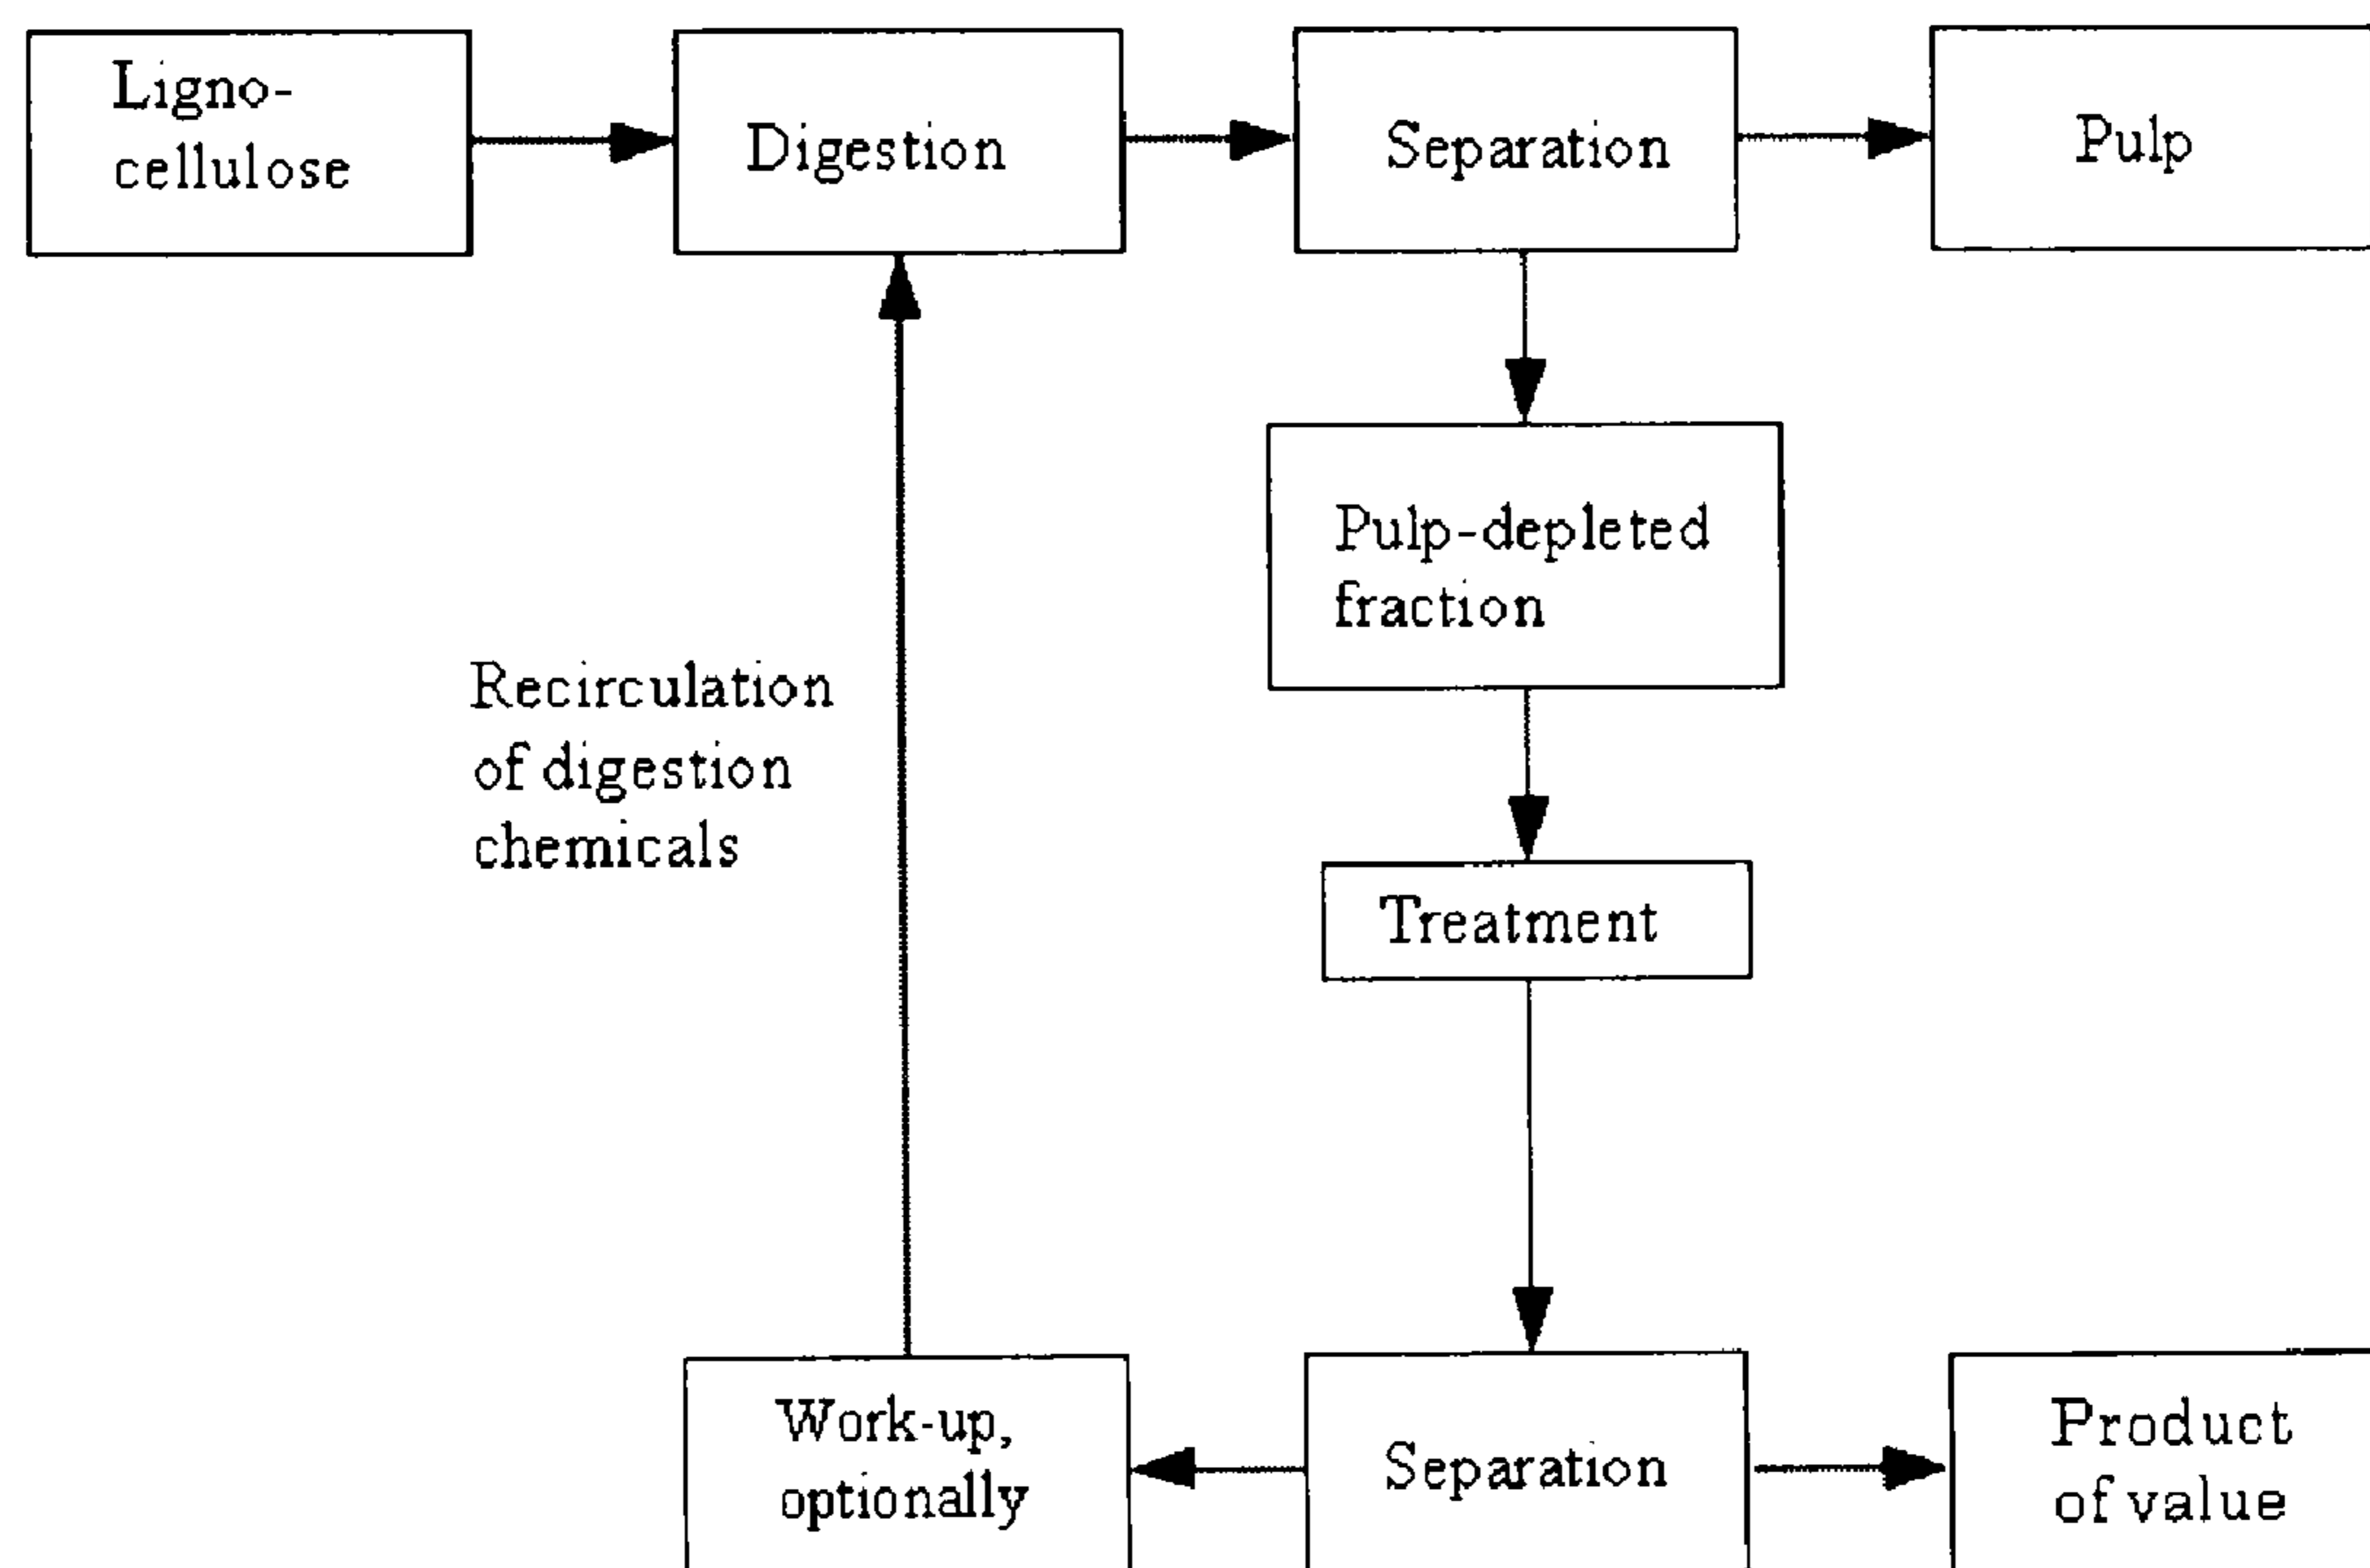 Ligno-
cellulose
Digestion
Separation
Pulp
Pulp-depleted
fraction
Recirculation
of digestion
chemicals
Treatment
Work-up,
optionally
Separation
Product
of value